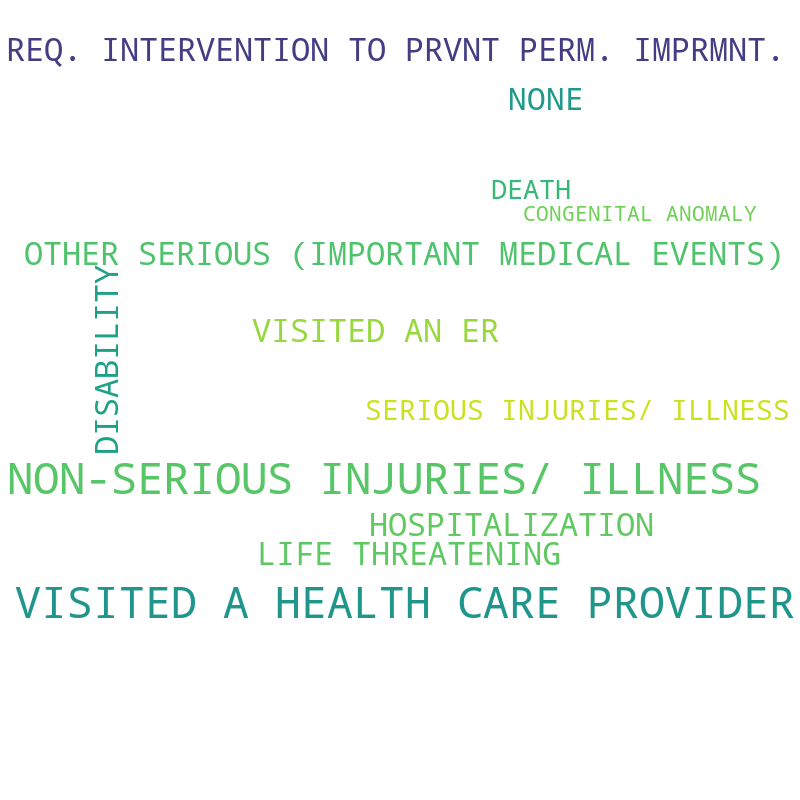 REQ. INTERVENTION TO PRVNT PERM. IMPRMNT.
NONE
DEATH
CONGENITAL ANOMALY
OTHER SERIOUS (IMPORTANT MEDICAL EVENTS)
DISABILITY
VISITED AN ER
SERIOUS INJURIES/ ILLNESS
NON-SERIOUS INJURIES/ ILLNESS
HOSPITALIZATION
LIFE THREATENING
VISITED A HEALTH CARE PROVIDER